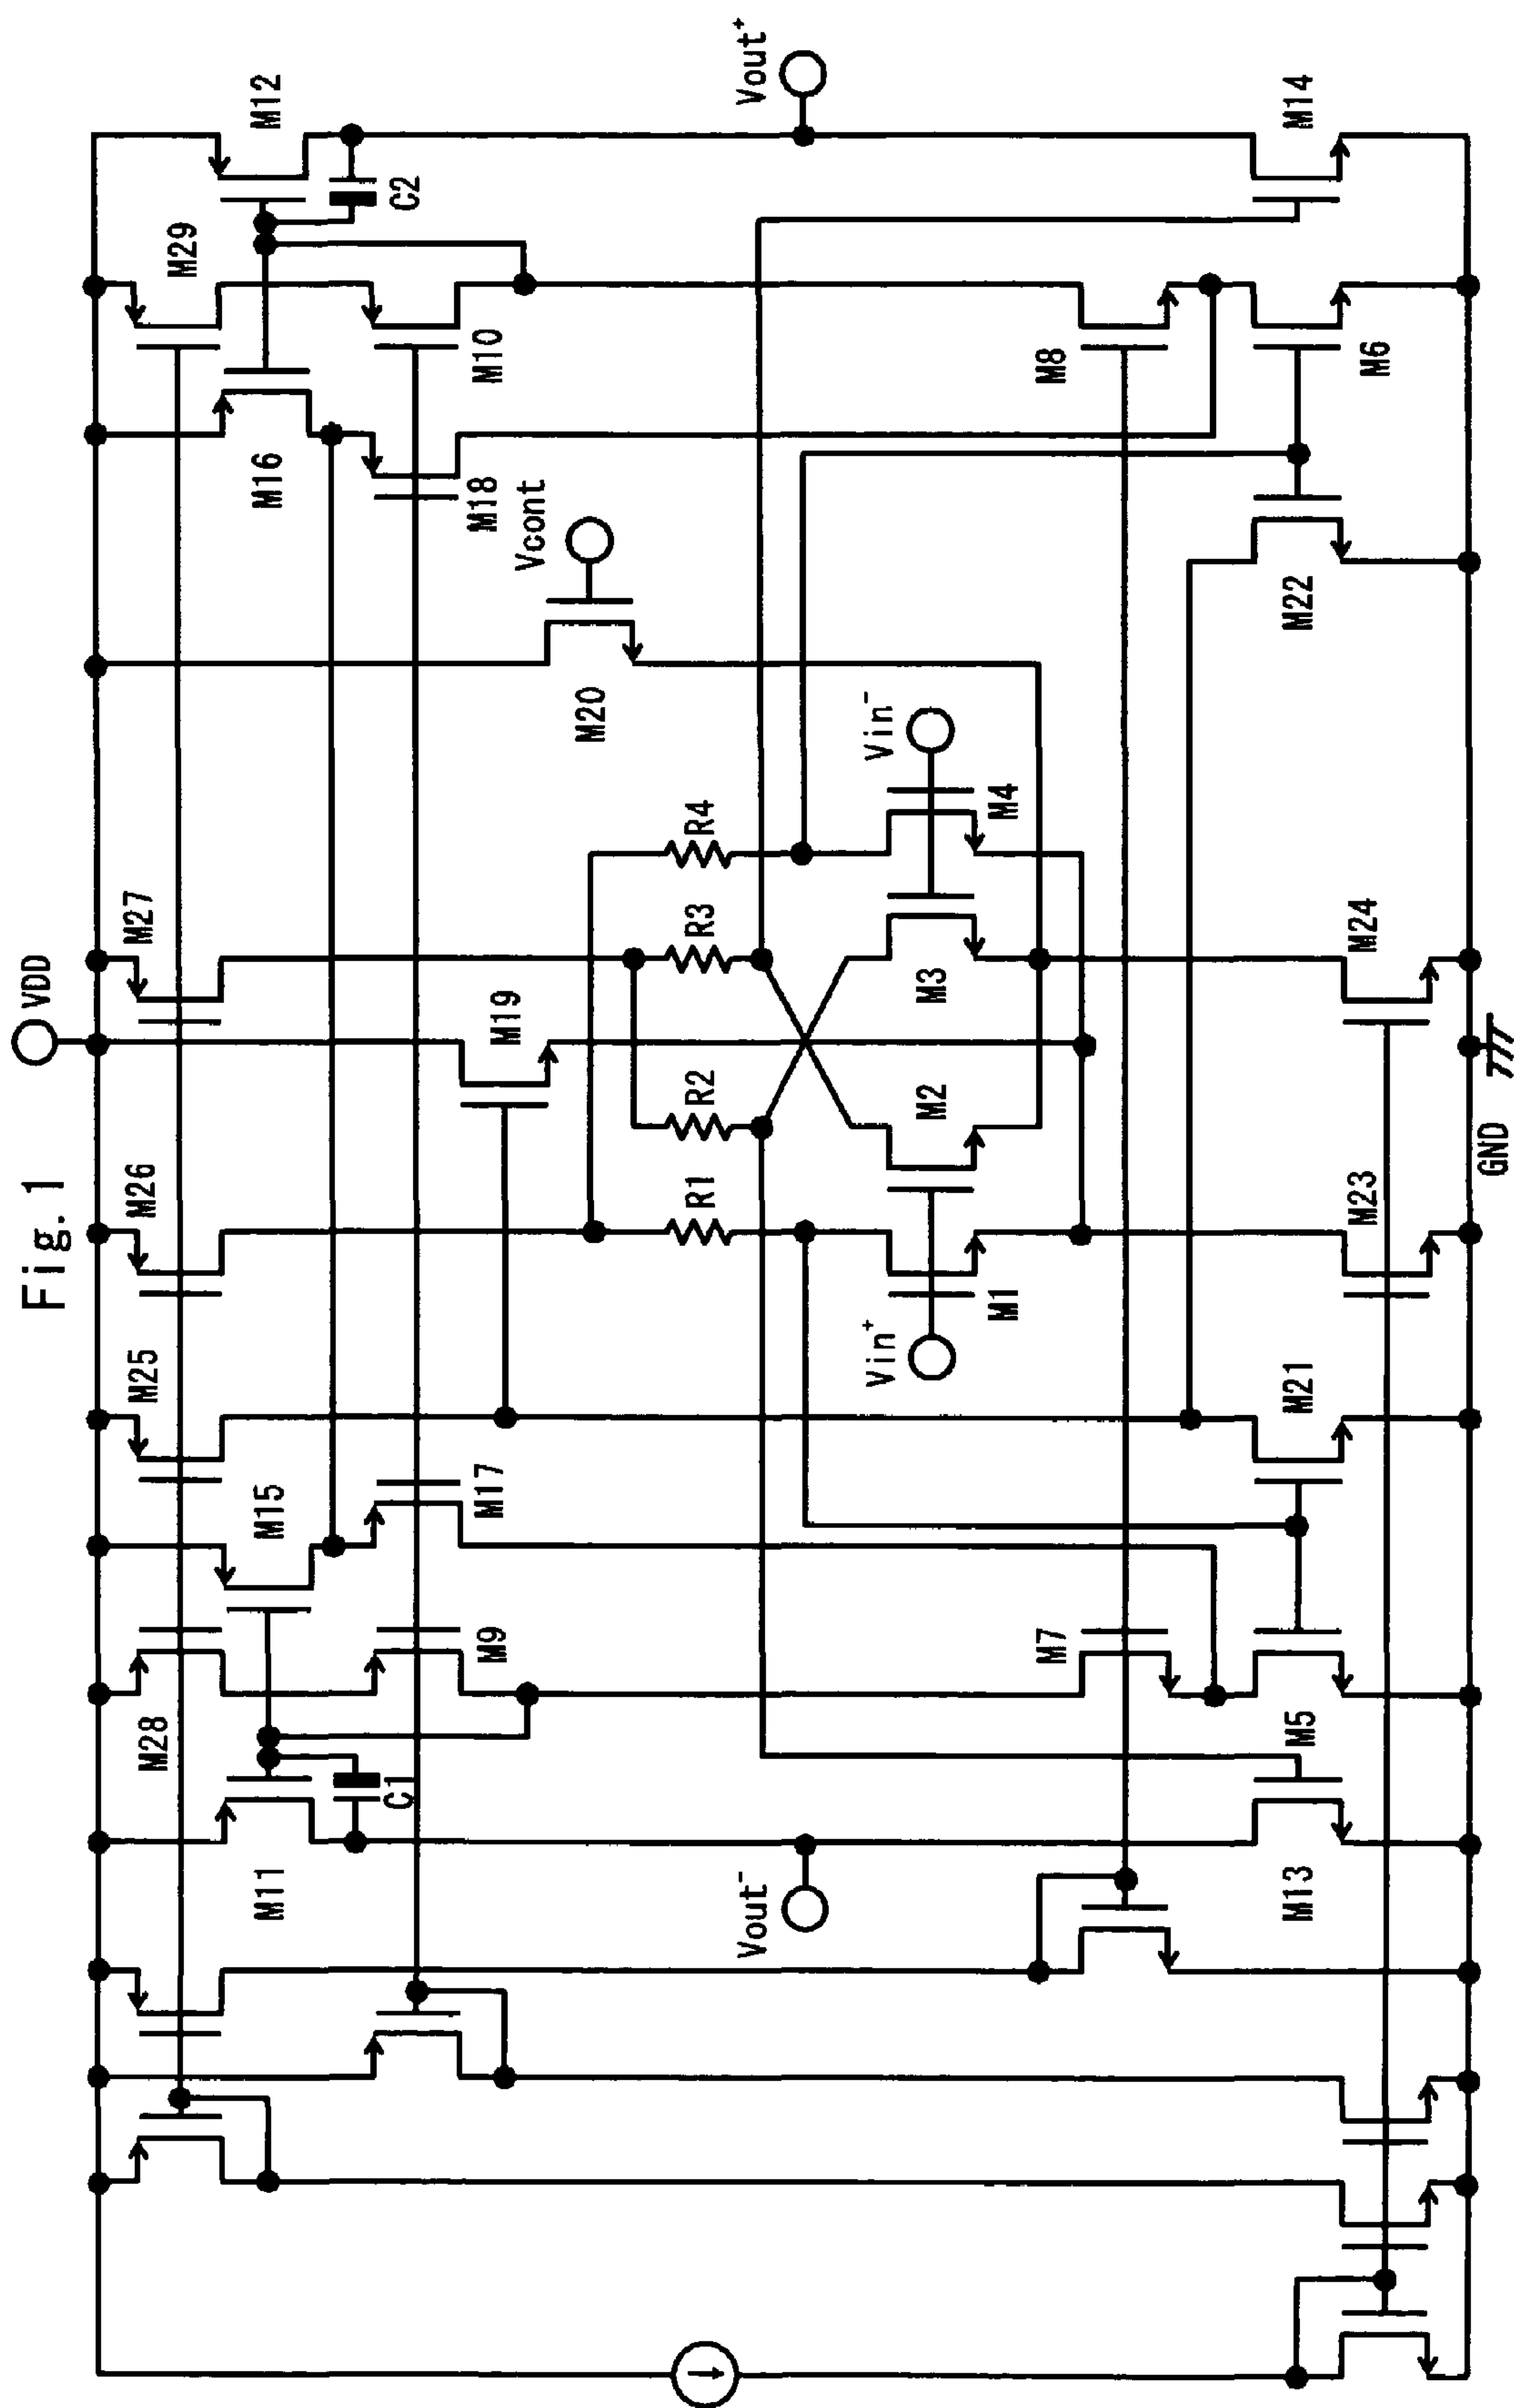 Fig. 1
VDD
M28
M25
M26
M27
M29
M11
M15
M16
M12
C1
M9
M17
M19
M18
M10
C2
M20
Vcont
R1
R2
R3
R4
Vout⁻
Vout⁺
Vin⁺
Vin⁻
M1
M2
M3
M4
M7
M8
M13
M5
M21
M22
M6
M14
M23
M24
GND